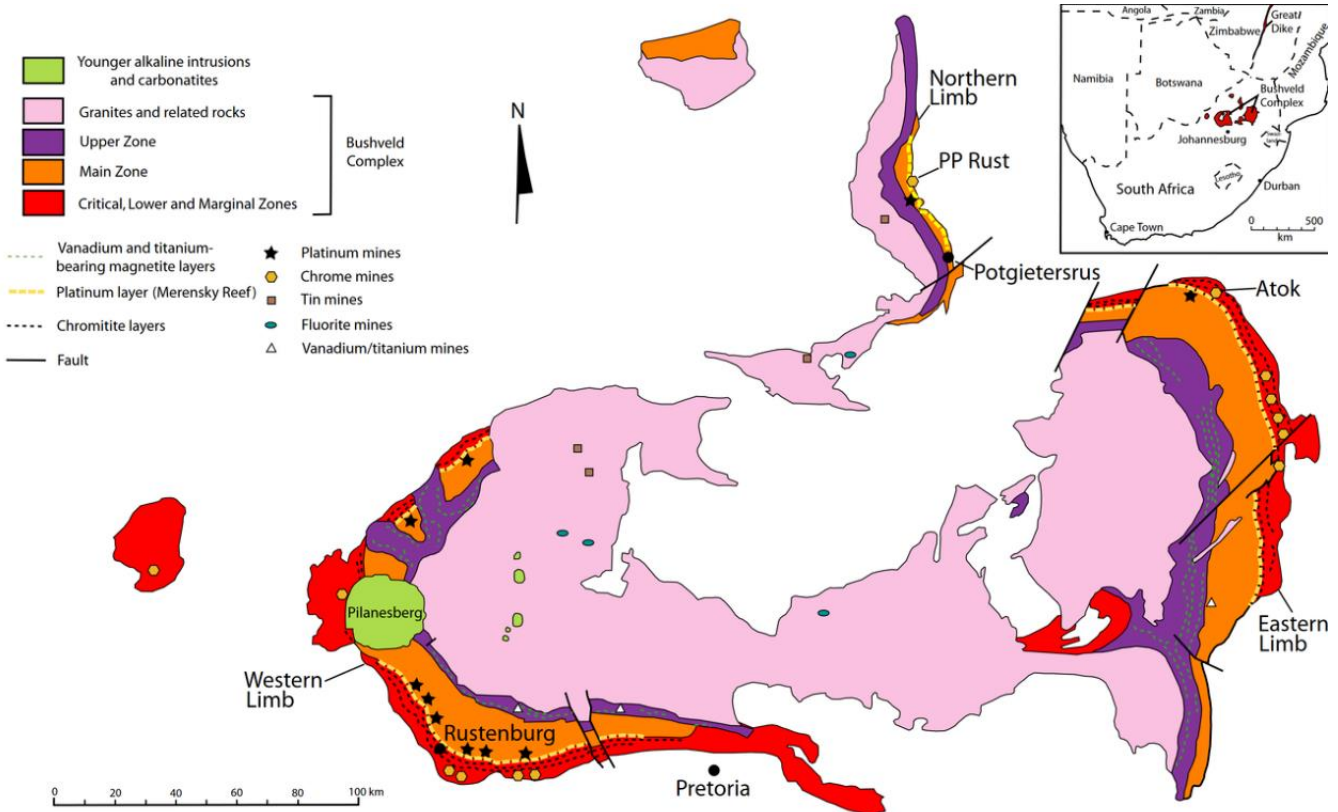 Younger alkaline intrusions
and carbonatites
Granites and related rocks
Upper Zone
Main Zone
Critical, Lower and Marginal Zones
Bushveld
Complex
Vanadium and titanium-
bearing magnetite layers
Platinum layer (Merensky Reef)
Chromitite layers
Fault
Platinum mines
Chrome mines
Tin mines
Fluorite mines
Vanadium/titanium mines
N
Northern
Limb
PP Rust
Potgietersrus
Angola
Zambia
Great
Dike
Zimbabwe
Mozambique
Namibia
Botswana
Bushveld
Complex
Johannesburg
Swazi
land
Lesotho
South Africa
Durban
Cape Town
0 500
km
Atok
Pilanesberg
Western
Limb
Rustenburg
Eastern
Limb
Pretoria
0 20 40 60 80 100 km